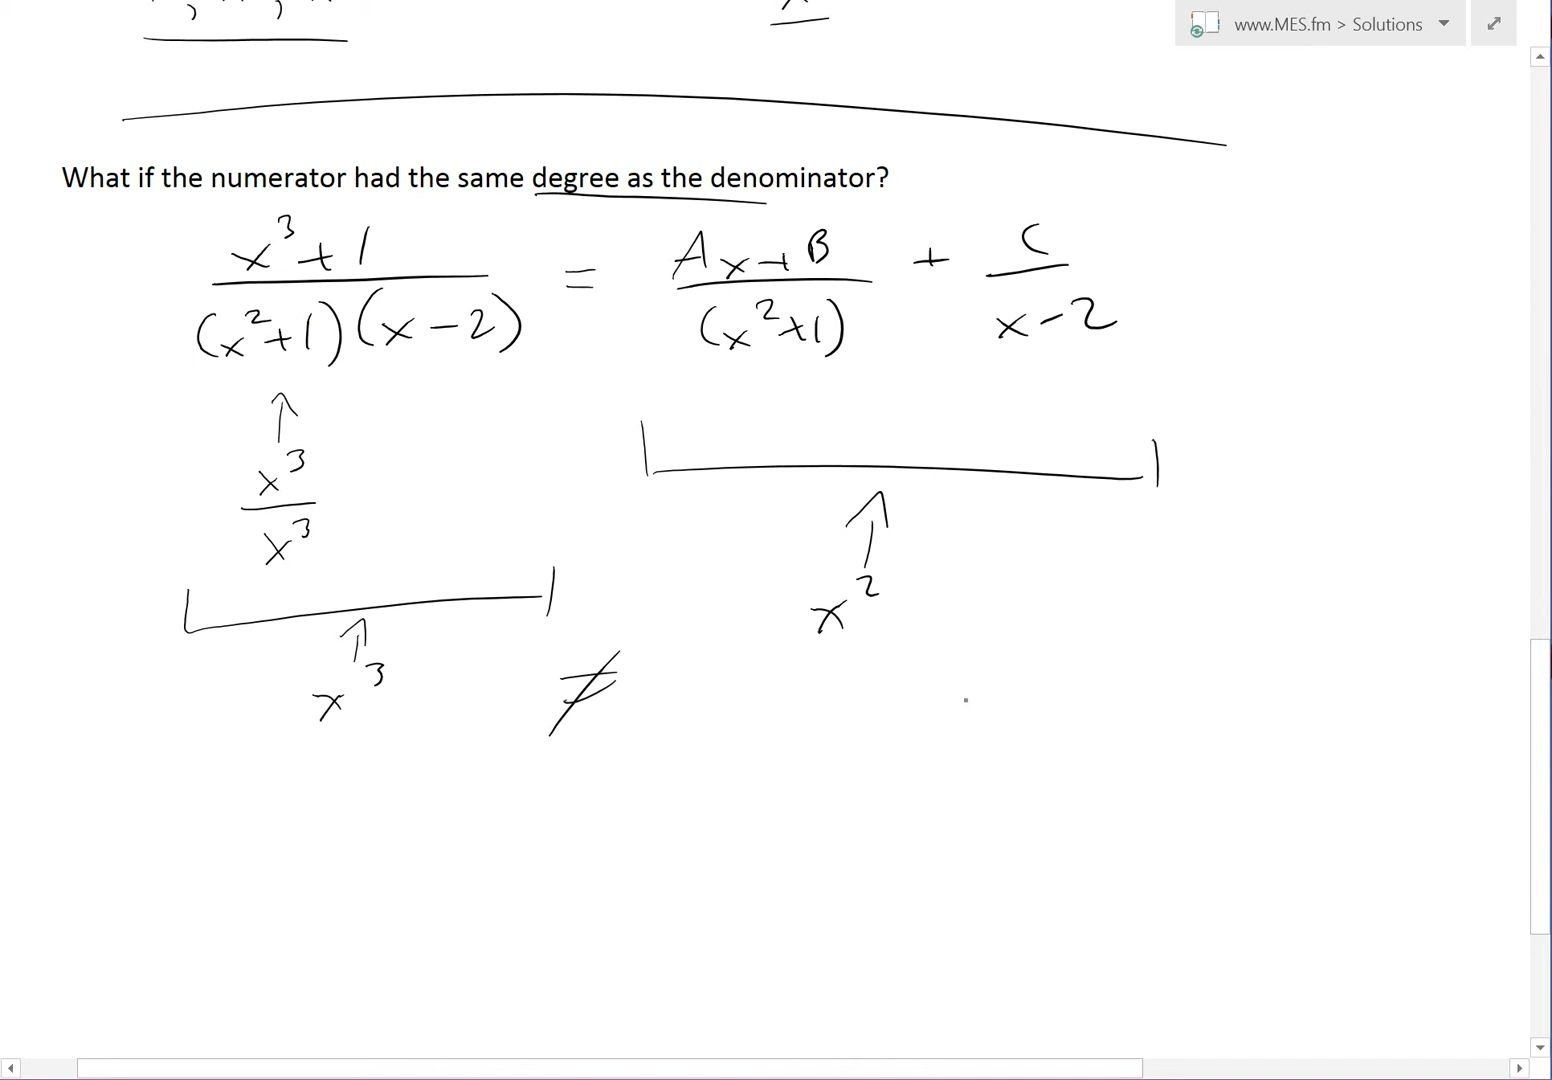 www.MES.fm > Solutions
What if the numerator had the same degree as the denominator?
x³ + 1 / (x² + 1)(x - 2) = Ax + B / (x² + 1) + C / x - 2
↑ x³ / x³
↑ x²
↑ x³ ≠